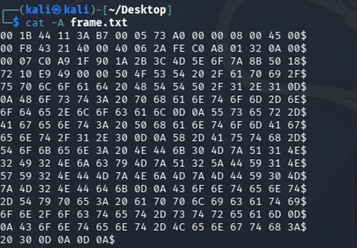 ┌──(kali㉿kali)-[~/Desktop]
└─$ cat -A frame.txt
00 1B 44 11 3A B7 00 05 73 A0 00 00 08 00 45 00$
00 F8 43 21 40 00 40 06 2A FE C0 A8 01 32 0A 00$
00 07 C0 A9 1F 90 1A 2B 3C 4D 5E 6F 7A 8B 50 18$
72 10 E9 49 00 00 50 4F 53 54 20 2F 61 70 69 2F$
75 70 6C 6F 61 64 20 48 54 54 50 2F 31 2E 31 0D$
0A 48 6F 73 74 3A 20 70 68 61 6E 74 6F 6D 2D 6E$
6F 64 65 2E 6C 6F 63 61 6C 0D 0A 55 73 65 72 2D$
41 67 65 6E 74 3A 20 50 68 61 6E 74 6F 6D 41 67$
65 6E 74 2F 31 2E 30 0D 0A 58 2D 41 75 74 68 2D$
54 6F 6B 65 6E 3A 20 4E 44 6B 30 4D 7A 51 31 4E$
32 49 32 4E 6A 63 79 4D 7A 51 32 5A 44 59 31 4E$
57 59 32 4E 44 4D 7A 4E 6A 4D 7A 4D 44 59 30 4D$
7A 4D 32 4E 44 64 6B 0D 0A 43 6F 6E 74 65 6E 74$
2D 54 79 70 65 3A 20 61 70 70 6C 69 63 61 74 69$
6F 6E 2F 6F 63 74 65 74 2D 73 74 72 65 61 6D 0D$
0A 43 6F 6E 74 65 6E 74 2D 4C 65 6E 67 74 68 3A$
20 30 0D 0A 0D 0A$